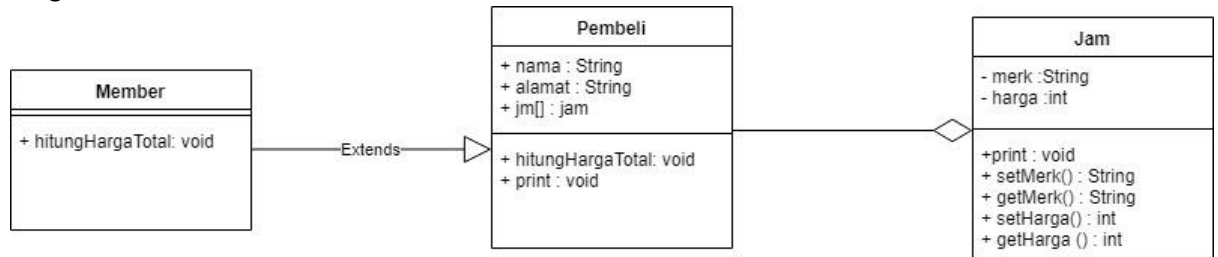 Member
+ hitungHargaTotal: void
Extends
Pembeli
+ nama : String
+ alamat : String
+ jm[] : jam
+ hitungHargaTotal: void
+ print : void
Jam
- merk :String
- harga :int
+print : void
+ setMerk() : String
+ getMerk() : String
+ setHarga() : int
+ getHarga () : int